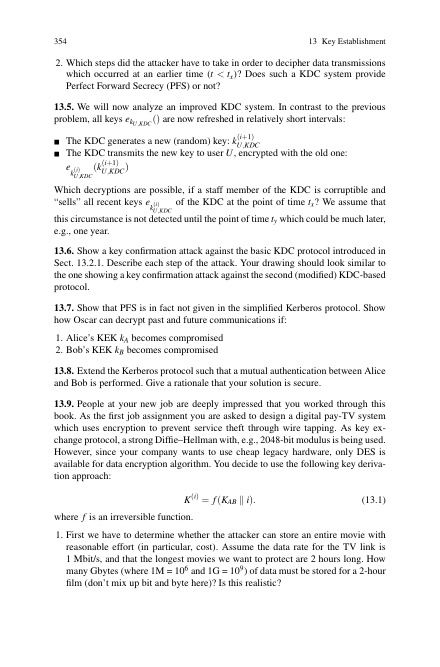 354 13 Key Establishment
2. Which steps did the attacker have to take in order to decipher data transmissions
which occurred at an earlier time (t < tₓ)? Does such a KDC system provide
Perfect Forward Secrecy (PFS) or not?
13.5. We will now analyze an improved KDC system. In contrast to the previous
problem, all keys e_{k_{U,KDC}}() are now refreshed in relatively short intervals:
■ The KDC generates a new (random) key: k^{(i+1)}_{U,KDC}
■ The KDC transmits the new key to user U, encrypted with the old one:
e_{k^{(i)}_{U,KDC}}(k^{(i+1)}_{U,KDC})
Which decryptions are possible, if a staff member of the KDC is corruptible and
“sells” all recent keys e_{k^{(i)}_{U,KDC}} of the KDC at the point of time tₓ? We assume that
this circumstance is not detected until the point of time t_y which could be much later,
e.g., one year.
13.6. Show a key confirmation attack against the basic KDC protocol introduced in
Sect. 13.2.1. Describe each step of the attack. Your drawing should look similar to
the one showing a key confirmation attack against the second (modified) KDC-based
protocol.
13.7. Show that PFS is in fact not given in the simplified Kerberos protocol. Show
how Oscar can decrypt past and future communications if:
1. Alice’s KEK k_A becomes compromised
2. Bob’s KEK k_B becomes compromised
13.8. Extend the Kerberos protocol such that a mutual authentication between Alice
and Bob is performed. Give a rationale that your solution is secure.
13.9. People at your new job are deeply impressed that you worked through this
book. As the first job assignment you are asked to design a digital pay-TV system
which uses encryption to prevent service theft through wire tapping. As key ex-
change protocol, a strong Diffie–Hellman with, e.g., 2048-bit modulus is being used.
However, since your company wants to use cheap legacy hardware, only DES is
available for data encryption algorithm. You decide to use the following key deriva-
tion approach:
K^{(i)} = f(K_{AB} ∥ i). (13.1)
where f is an irreversible function.
1. First we have to determine whether the attacker can store an entire movie with
reasonable effort (in particular, cost). Assume the data rate for the TV link is
1 Mbit/s, and that the longest movies we want to protect are 2 hours long. How
many Gbytes (where 1M = 10⁶ and 1G = 10⁹) of data must be stored for a 2-hour
film (don’t mix up bit and byte here)? Is this realistic?